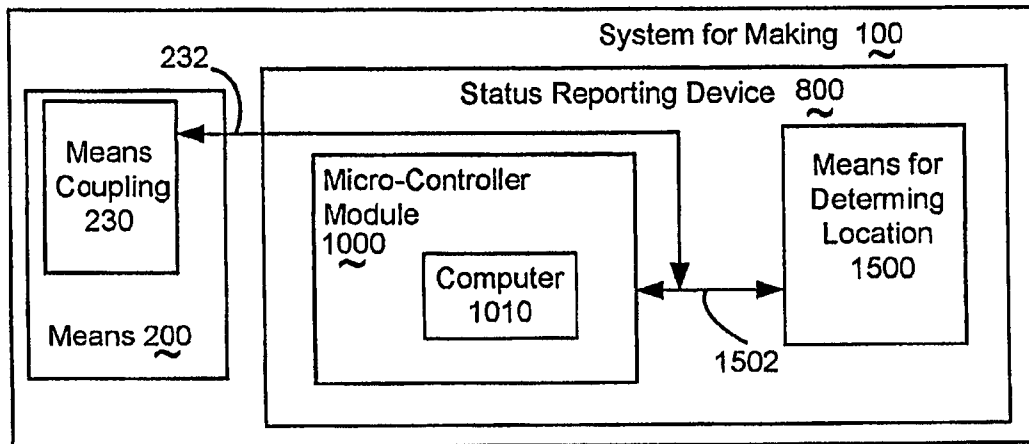 System for Making 100
232
Status Reporting Device 800
Means
Coupling
230
Means 200
Micro-Controller
Module
1000
Computer
1010
Means for
Determing
Location
1500
1502